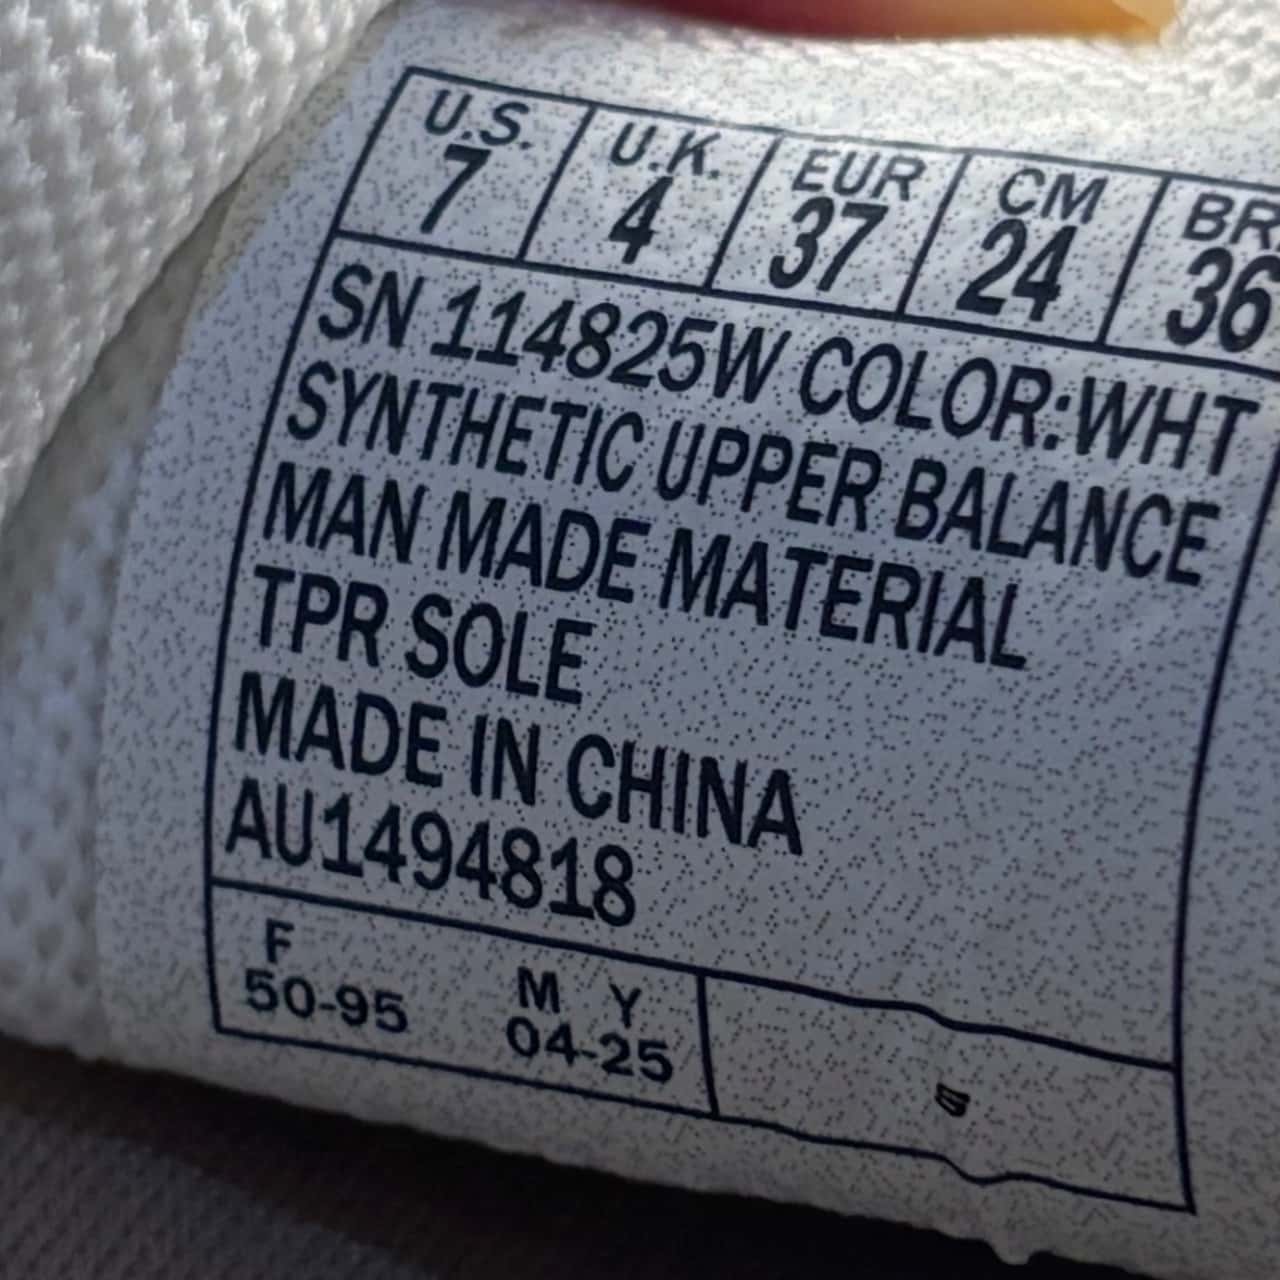 U.S. U.K. EUR CM BR
7 4 37 24 36
SN 114825W COLOR:WHT
SYNTHETIC UPPER BALANCE
MAN MADE MATERIAL
TPR SOLE
MADE IN CHINA
AU1494818
F M Y
50-95 04-25